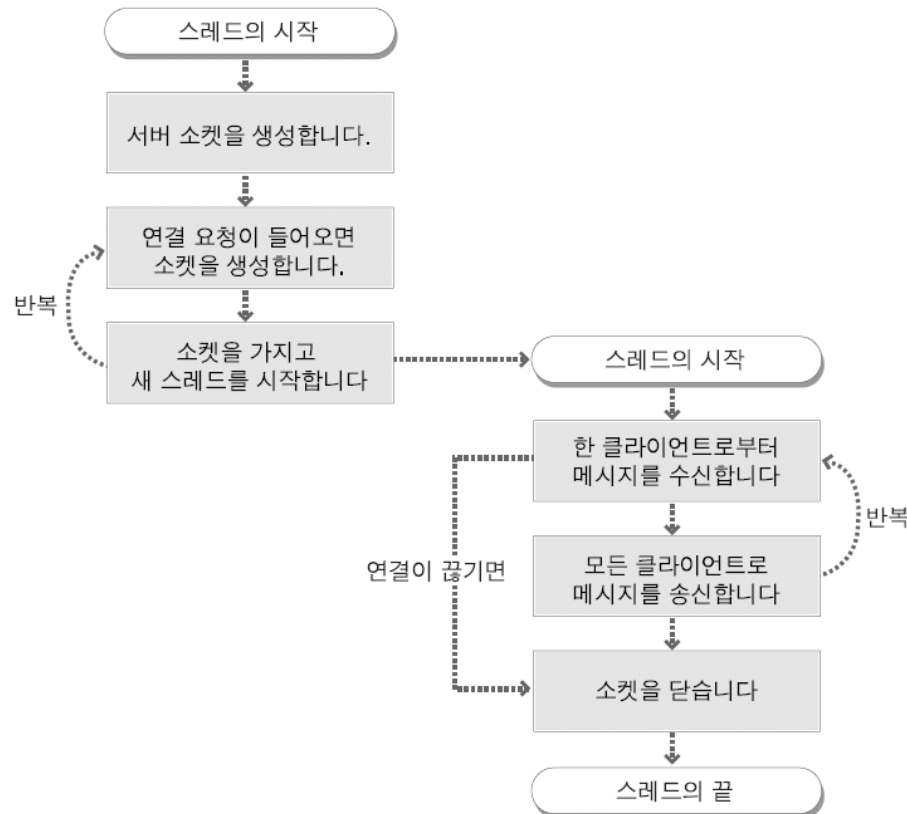 스레드의 시작
서버 소켓을 생성합니다.
연결 요청이 들어오면
소켓을 생성합니다.
반복
소켓을 가지고
새 스레드를 시작합니다
스레드의 시작
한 클라이언트로부터
메시지를 수신합니다
반복
모든 클라이언트로
메시지를 송신합니다
연결이 끊기면
소켓을 닫습니다
스레드의 끝